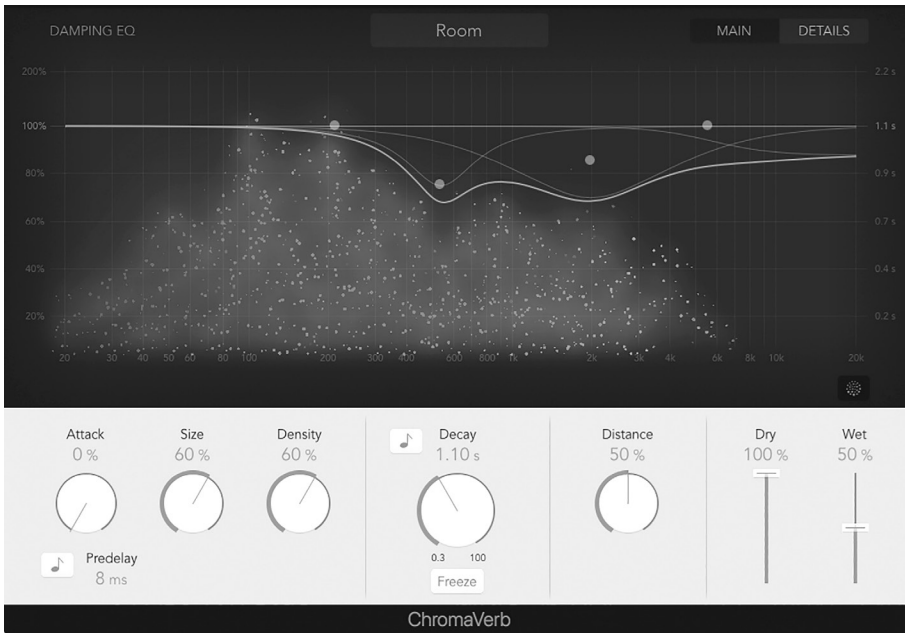 DAMPING EQ Room MAIN DETAILS
200% 2.2 s
100% 1.1 s
80% 0.9 s
60% 0.7 s
40% 0.4 s
20% 0.2 s
20 30 40 50 60 80 100 200 300 400 600 800 1k 2k 3k 4k 6k 8k 10k 20k
Attack Size Density Decay Distance Dry Wet
0 % 60 % 60 % 1.10 s 50 % 100 % 50 %
0.3 100
Predelay
8 ms
Freeze
ChromaVerb